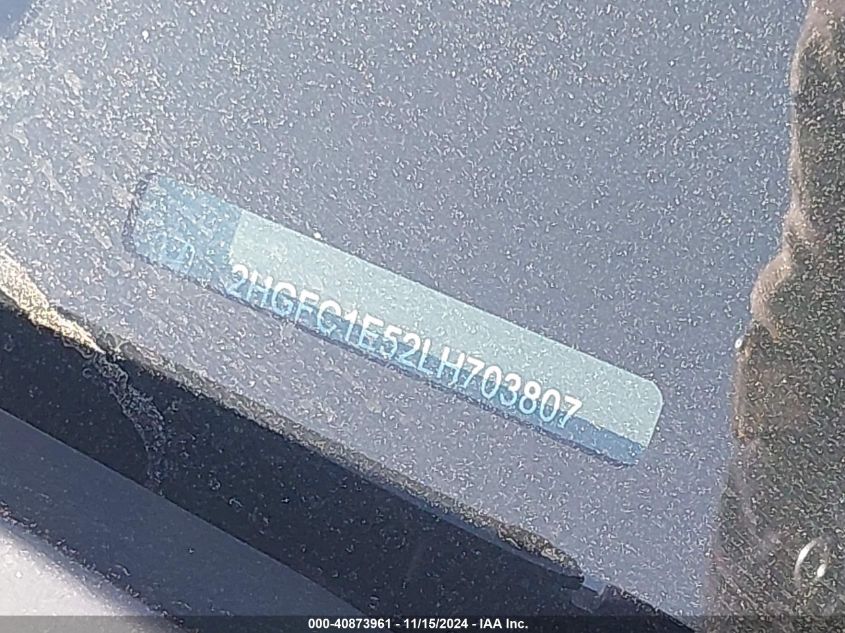 2HGFC1E52LH703807
000-40873961 - 11/15/2024 - IAA Inc.